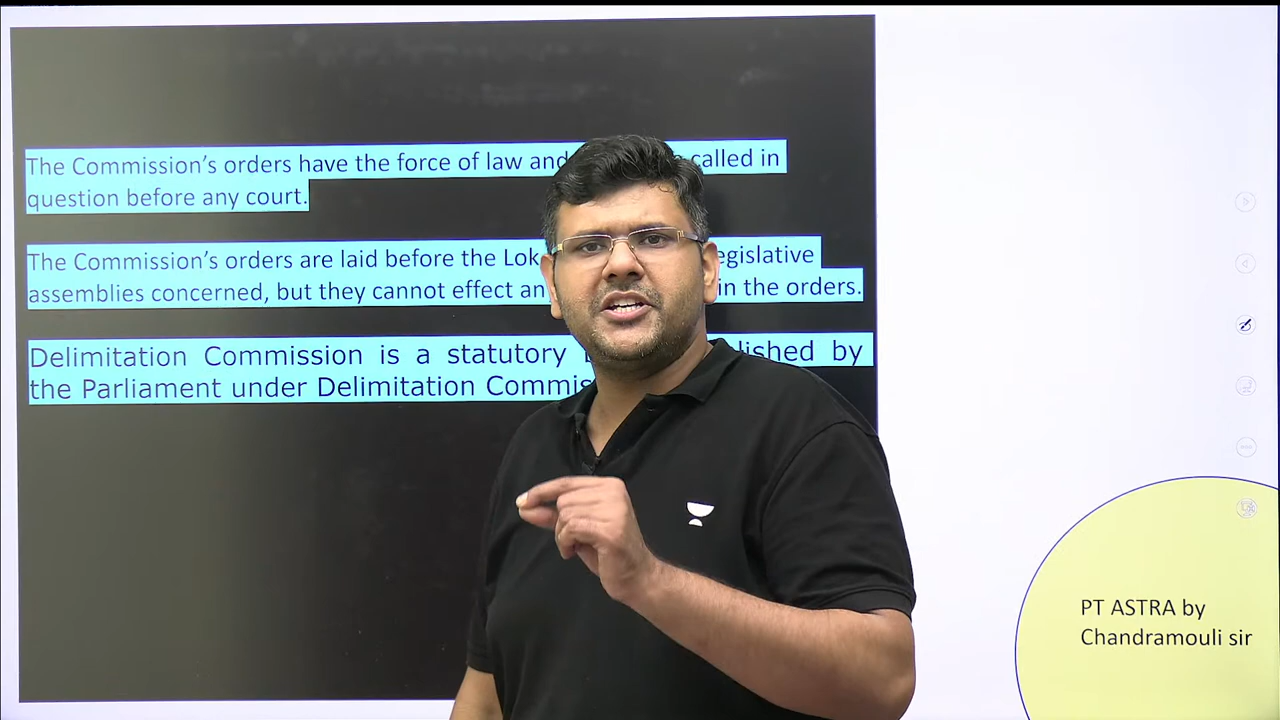 The Commission's orders have the force of law and called in
question before any court.
The Commission's orders are laid before the Lok egislative
assemblies concerned, but they cannot effect an in the orders.
Delimitation Commission is a statutory lished by
the Parliament under Delimitation Commis
PT ASTRA by
Chandramouli sir